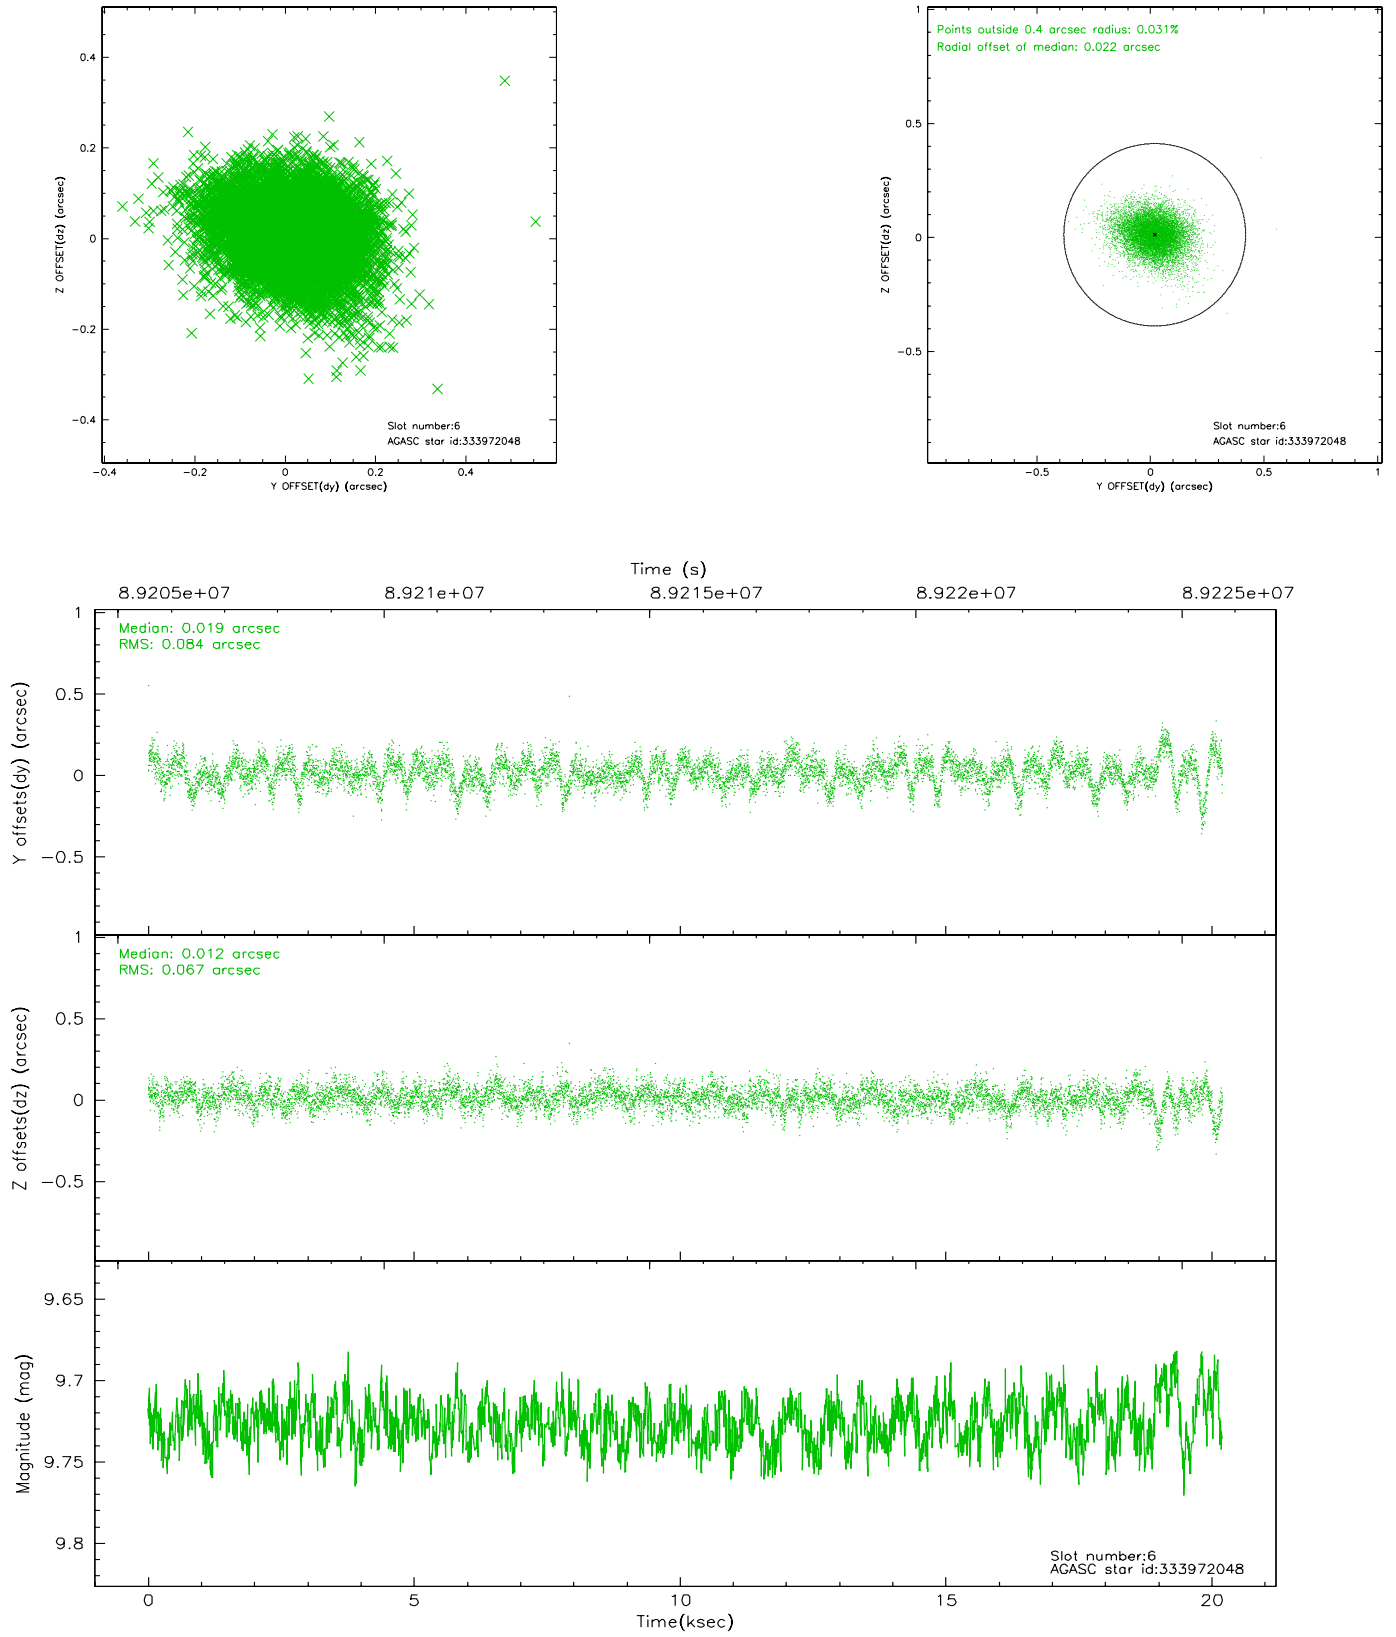 0.4
0.2
0
−0.2
−0.4
Z OFFSET(dz) (arcsec)
Slot number:6
AGASC star id:333972048
−0.4
−0.2
0
0.2
0.4
Y OFFSET(dy) (arcsec)
Points outside 0.4 arcsec radius: 0.031%
Radial offset of median: 0.022 arcsec
1
0.5
0
−0.5
Z OFFSET(dz) (arcsec)
Slot number:6
AGASC star id:333972048
−0.5
0
0.5
1
Y OFFSET(dy) (arcsec)
Time (s)
8.9205e+07
8.921e+07
8.9215e+07
8.922e+07
8.9225e+07
Median: 0.019 arcsec
RMS: 0.084 arcsec
1
0.5
0
−0.5
Y offsets(dy) (arcsec)
Median: 0.012 arcsec
RMS: 0.067 arcsec
1
0.5
0
−0.5
Z offsets(dz) (arcsec)
9.65
9.7
9.75
9.8
Magnitude (mag)
Slot number:6
AGASC star id:333972048
0
5
10
15
20
Time(ksec)